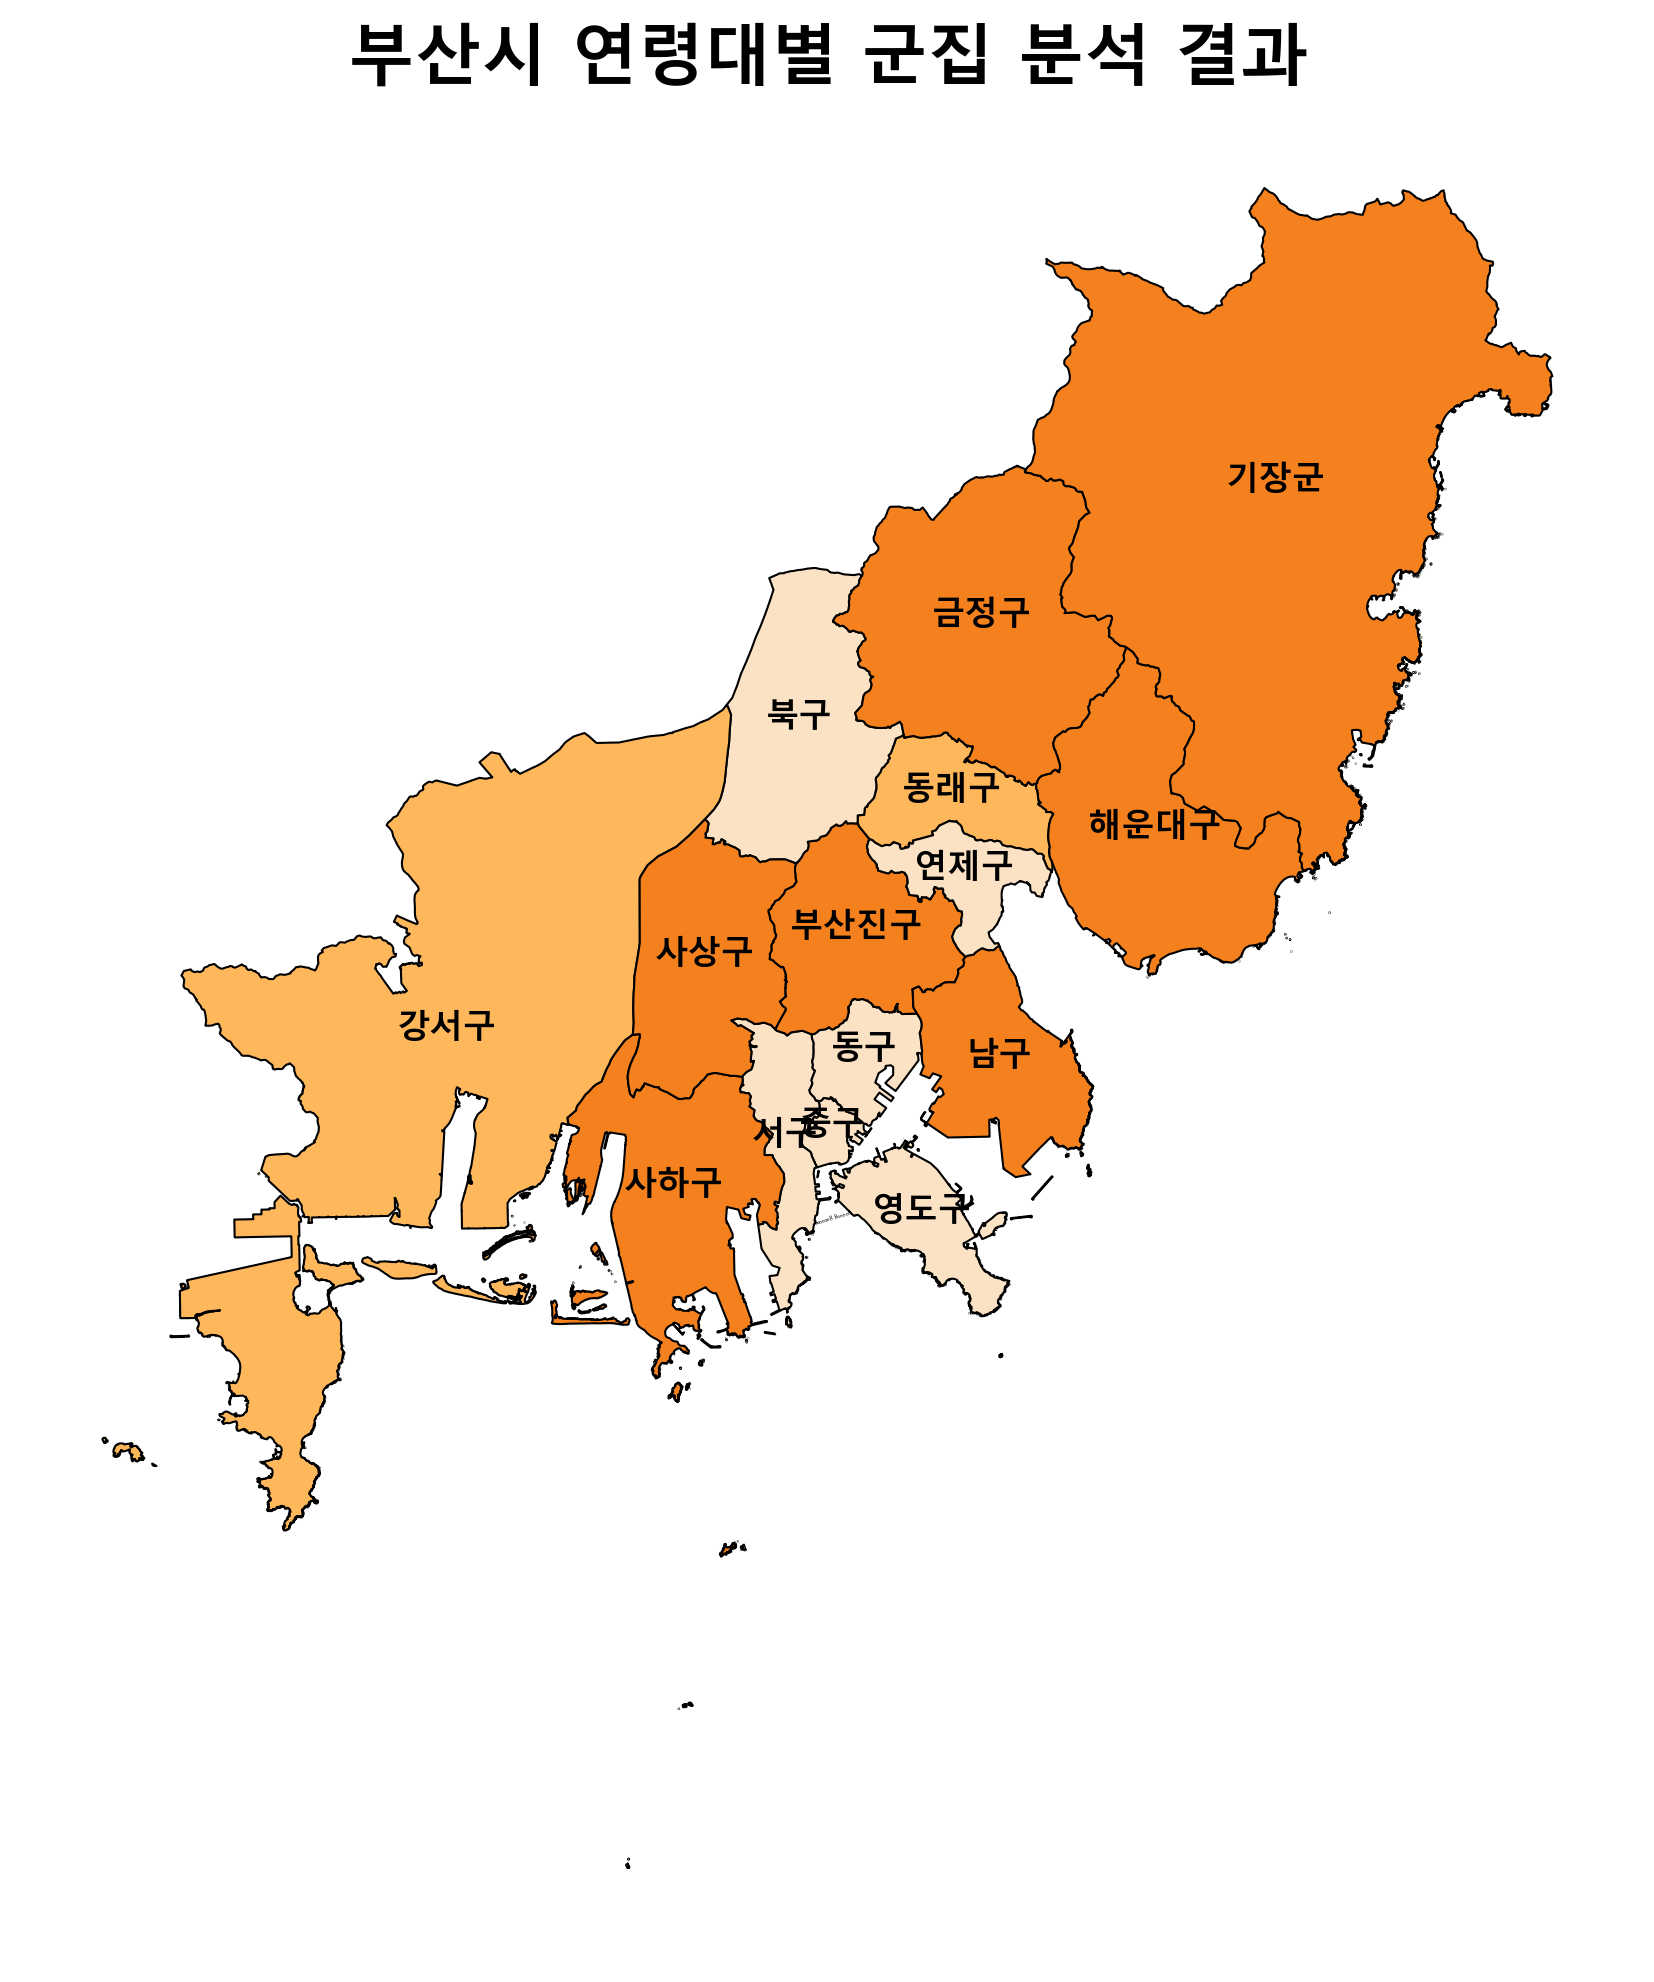 부산시 연령대별 군집 분석 결과
기장군
금정구
북구
동래구
해운대구
연제구
부산진구
사상구
강서구
동구
남구
중구
서구
사하구
영도구